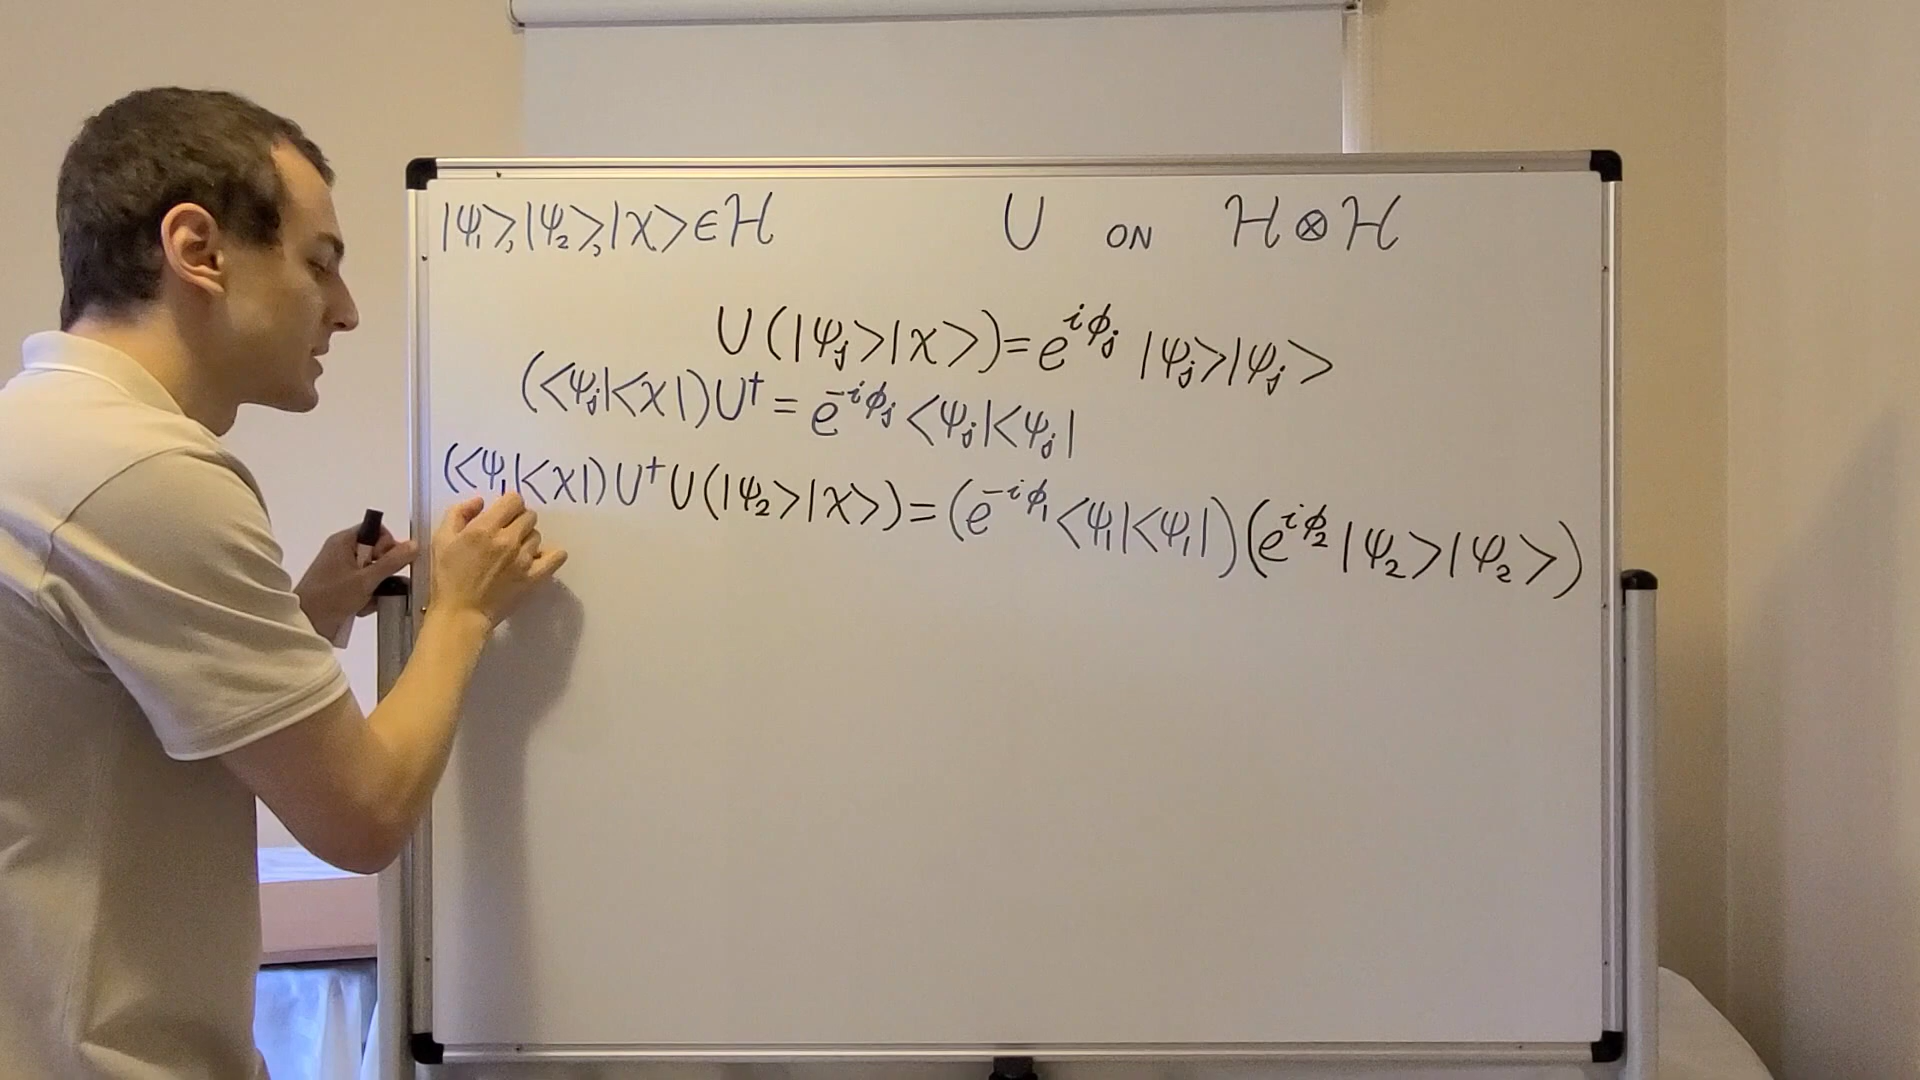 |ψ₁>,|ψ₂>,|χ>∈ℋ U ON ℋ⊗ℋ
U(|ψⱼ>|χ>)=e^{iϕⱼ}|ψⱼ>|ψⱼ>
(<ψⱼ|<χ|)U†=e^{-iϕⱼ}<ψⱼ|<ψⱼ|
(<ψ₁|<χ|)U†U(|ψ₂>|χ>)=(e^{-iϕ₁}<ψ₁|<ψ₁|)(e^{iϕ₂}|ψ₂>|ψ₂>)